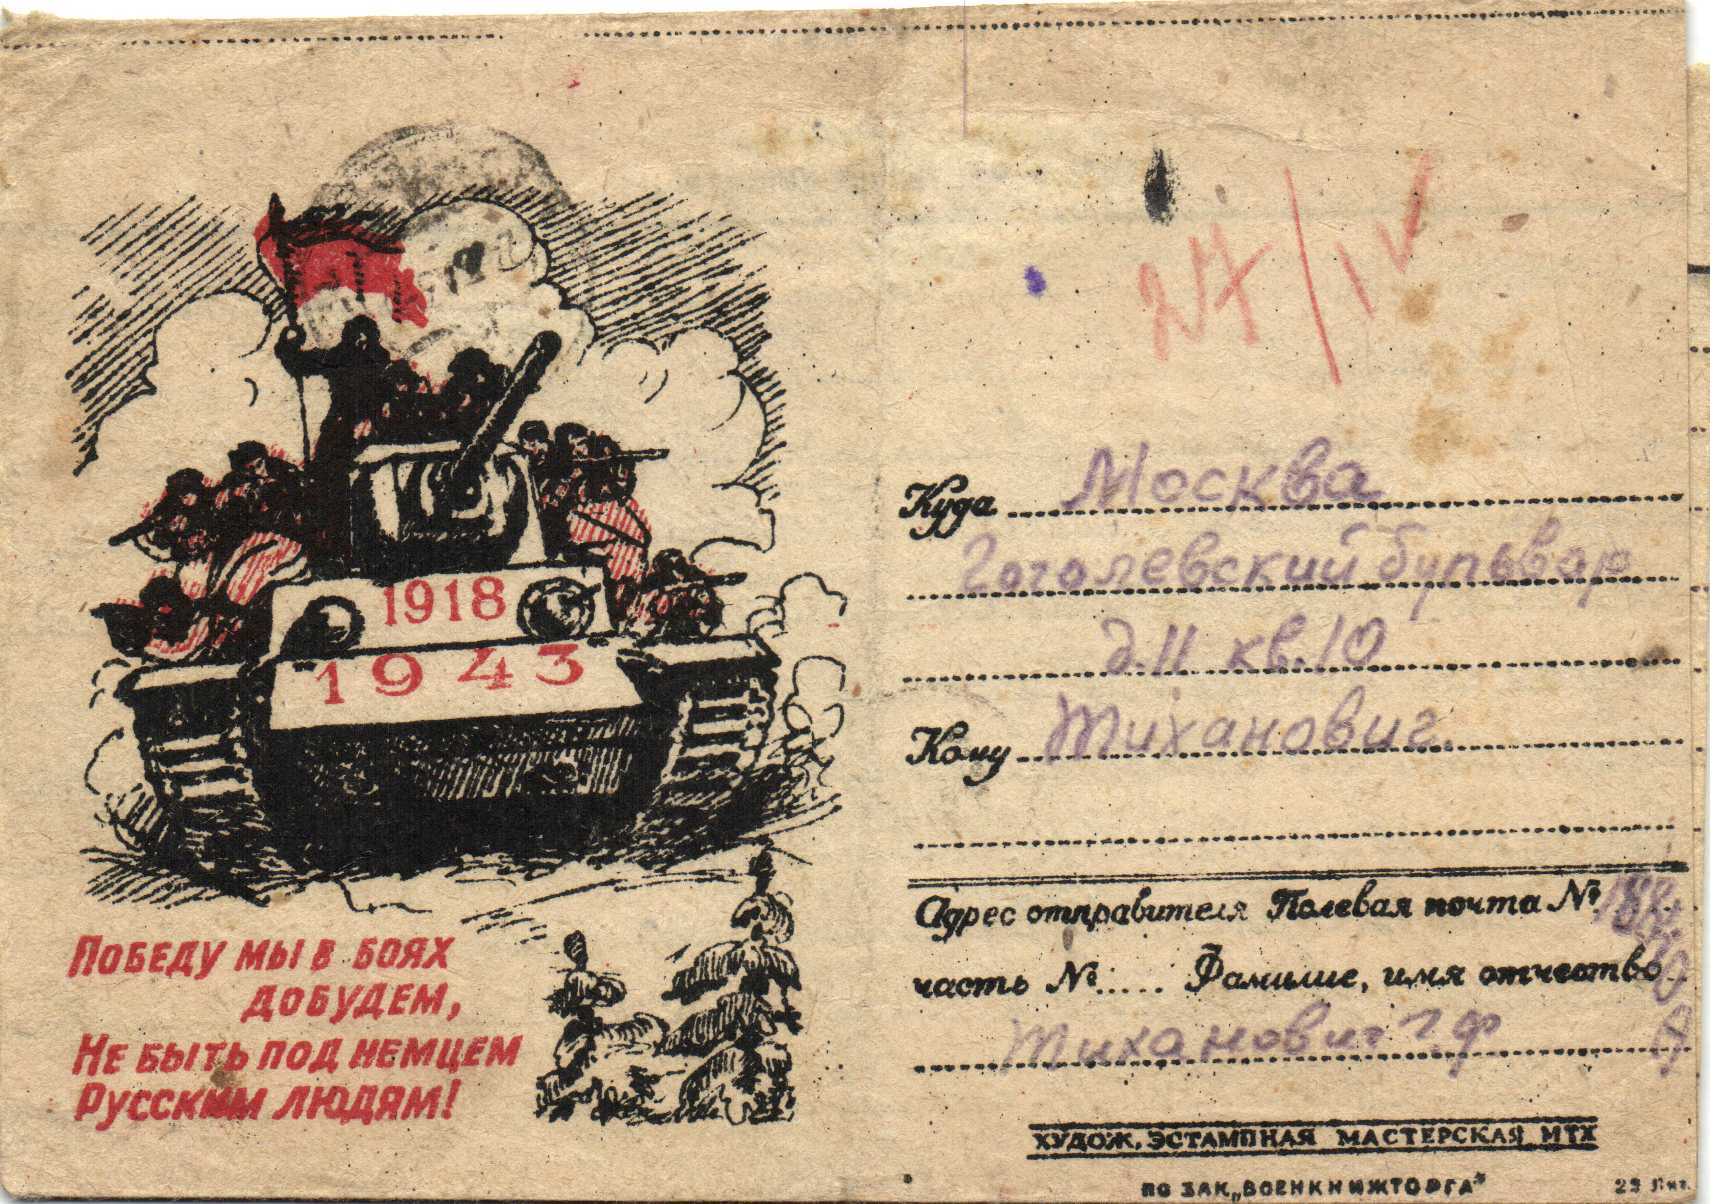 27/IV
1918
1943
Победу мы в боях
добудем,
Не быть под немцем
Русским людям!
Куда Москва
Гоголевский бульвар
д. 11 кв. 10
Кому Тиханович.
Адрес отправителя Полевая почта №
часть №..... Фамилие, имя отчество
Тиханович Г. Ф
ХУДОЖ. ЭСТАМПНАЯ МАСТЕРСКАЯ МТХ
ПО ЗАК. „ВОЕНКНИЖТОРГА"